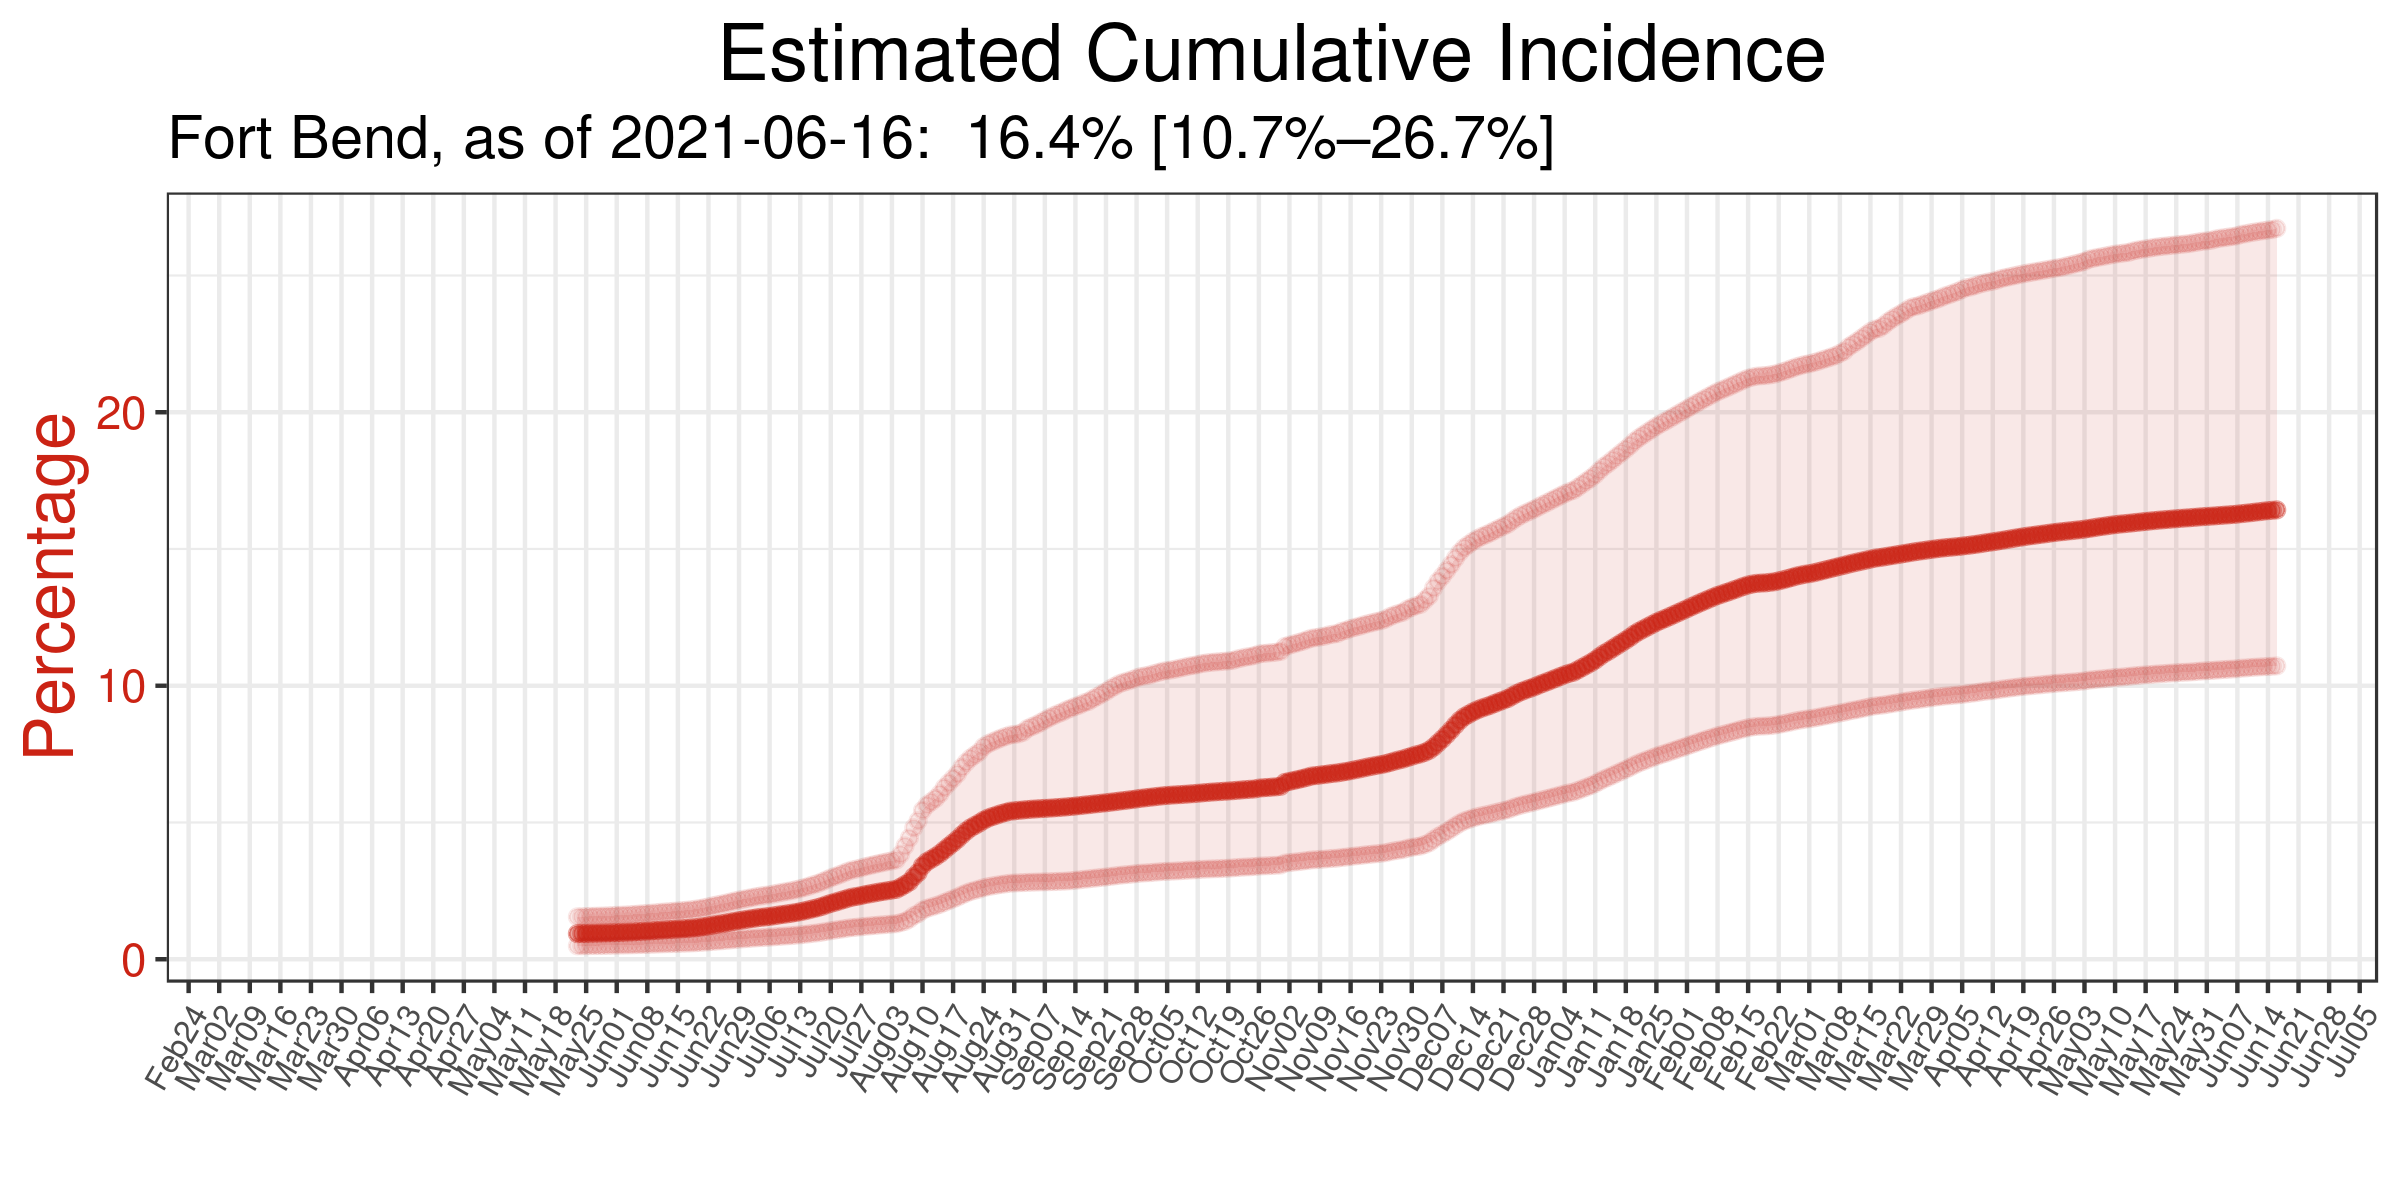 Estimated Cumulative Incidence
Fort Bend, as of 2021-06-16:  16.4% [10.7%–26.7%]
Percentage
20
10
0
Feb24
Mar02
Mar09
Mar16
Mar23
Mar30
Apr06
Apr13
Apr20
Apr27
May04
May11
May18
May25
Jun01
Jun08
Jun15
Jun22
Jun29
Jul06
Jul13
Jul20
Jul27
Aug03
Aug10
Aug17
Aug24
Aug31
Sep07
Sep14
Sep21
Sep28
Oct05
Oct12
Oct19
Oct26
Nov02
Nov09
Nov16
Nov23
Nov30
Dec07
Dec14
Dec21
Dec28
Jan04
Jan11
Jan18
Jan25
Feb01
Feb08
Feb15
Feb22
Mar01
Mar08
Mar15
Mar22
Mar29
Apr05
Apr12
Apr19
Apr26
May03
May10
May17
May24
May31
Jun07
Jun14
Jun21
Jun28
Jul05